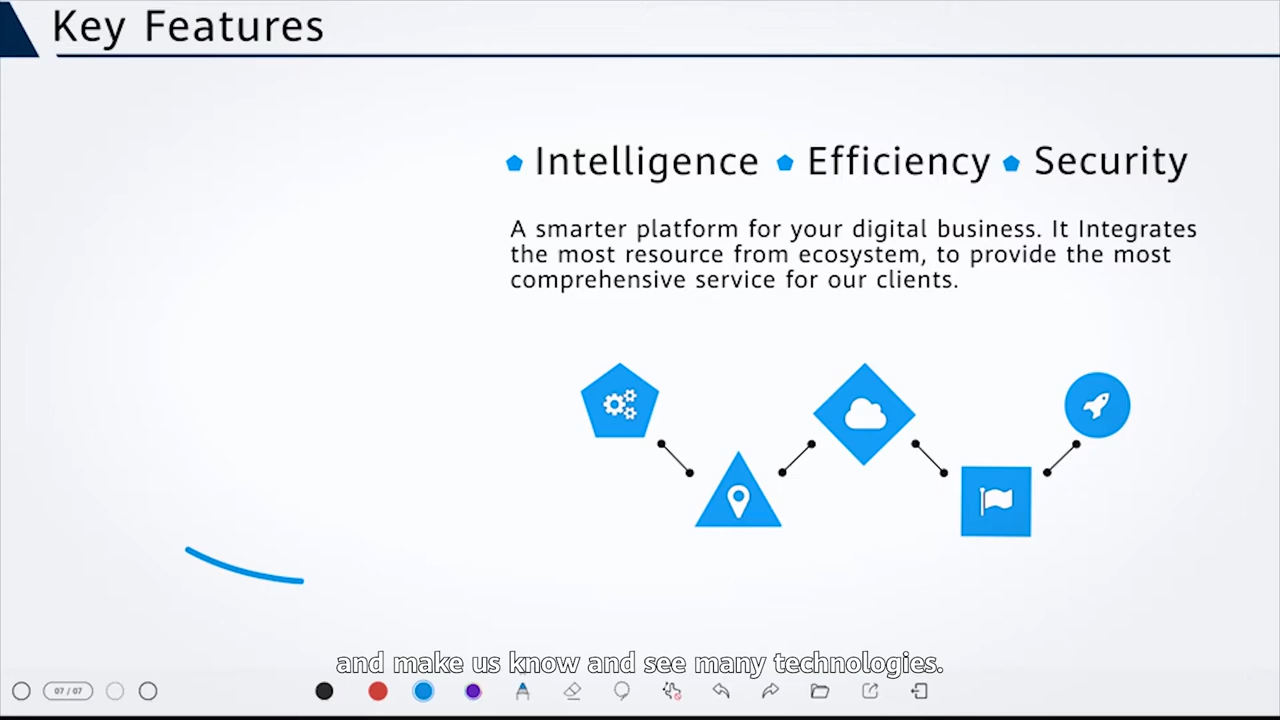 Key Features
Intelligence Efficiency Security
A smarter platform for your digital business. It Integrates
the most resource from ecosystem, to provide the most
comprehensive service for our clients.
and make us know and see many technologies.
07 / 07